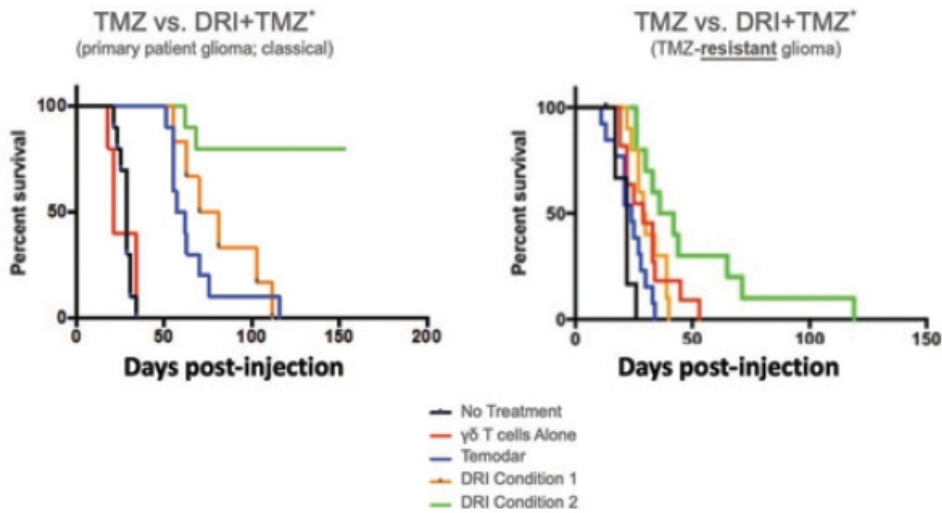 TMZ vs. DRI+TMZ*
(primary patient glioma; classical)
Percent survival
100
50
0
0 50 100 150 200
Days post-injection
TMZ vs. DRI+TMZ*
(TMZ-resistant glioma)
Percent survival
100
50
0
0 50 100 150
Days post-injection
No Treatment
γδ T cells Alone
Temodar
DRI Condition 1
DRI Condition 2